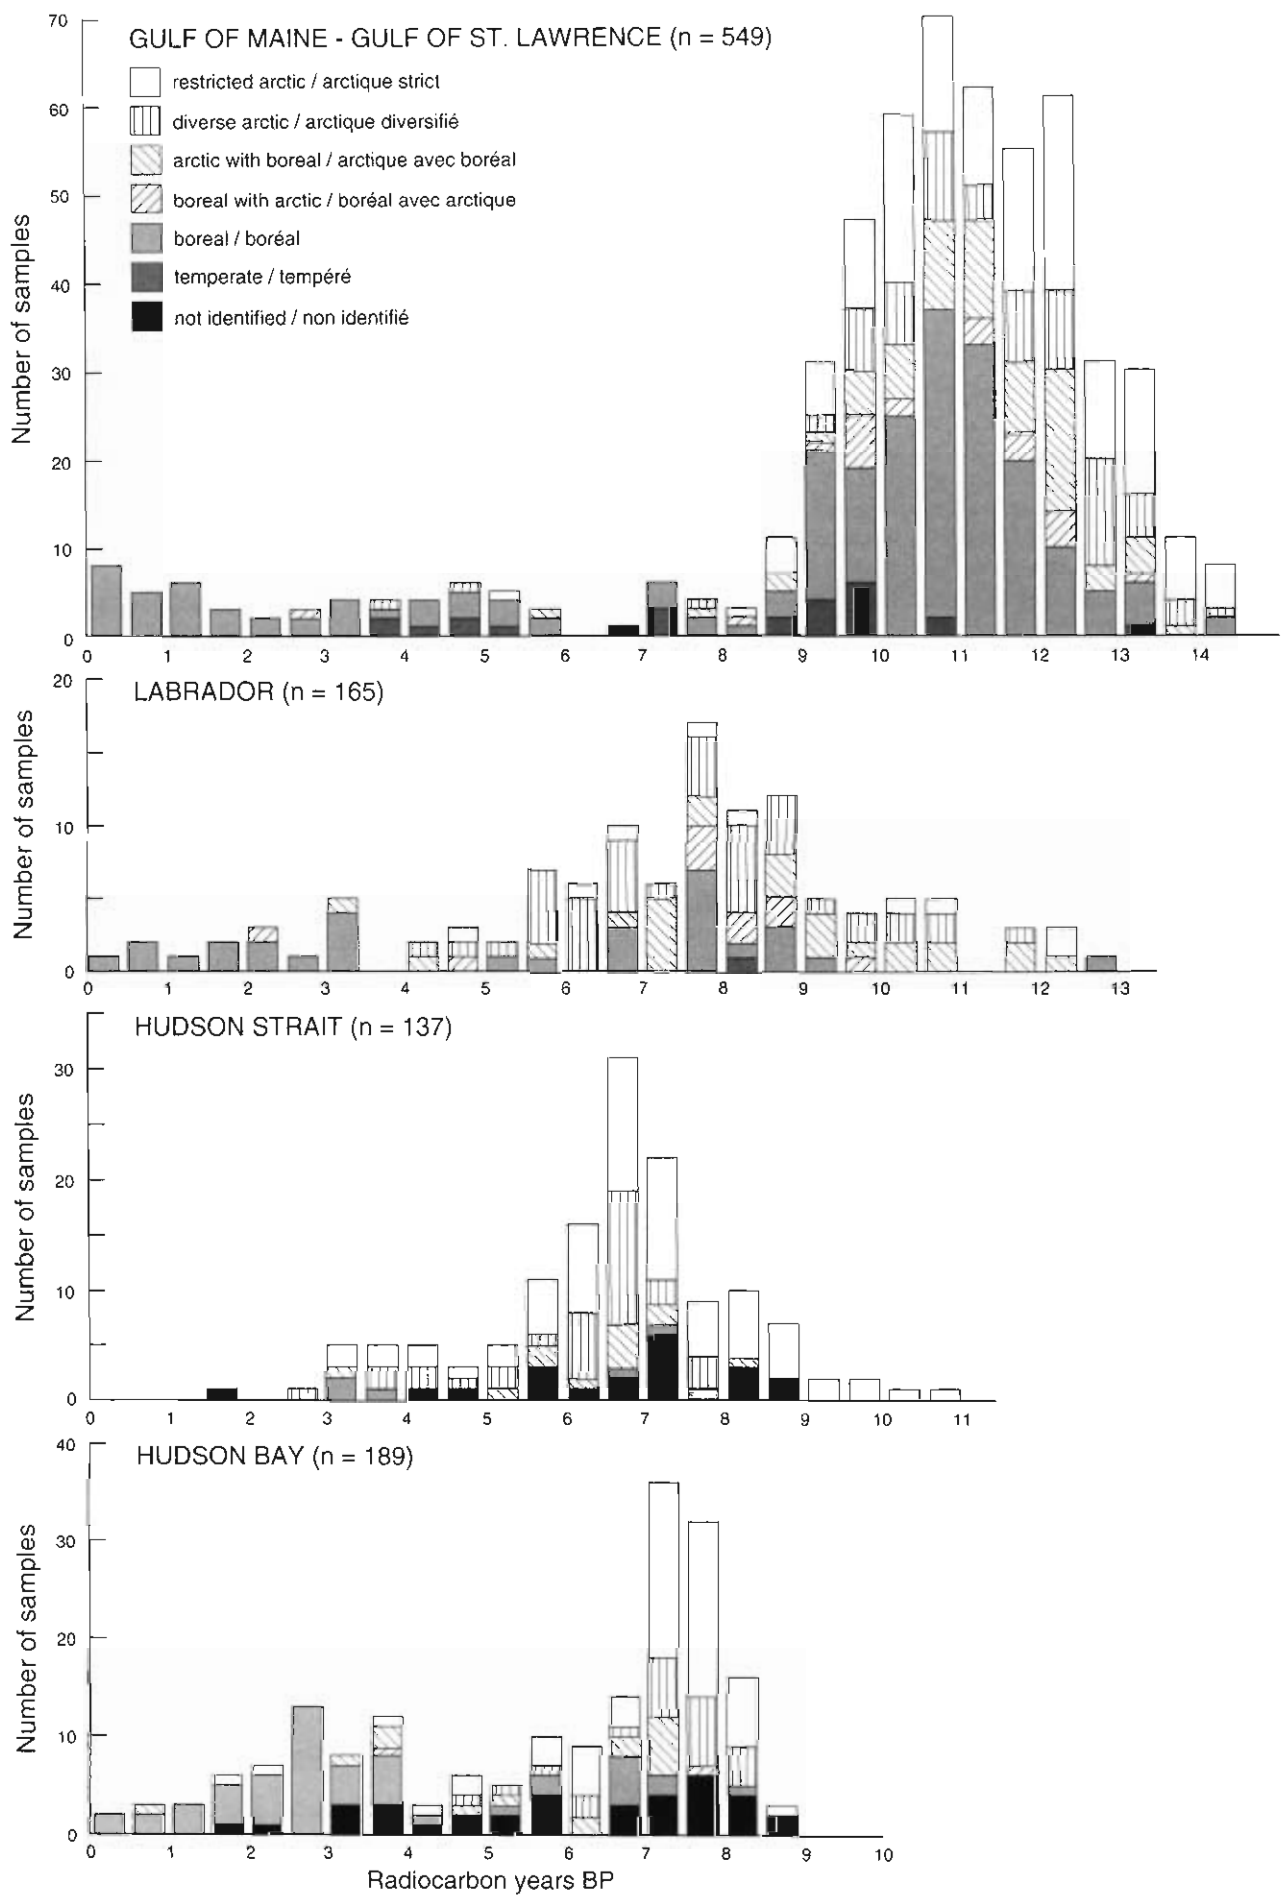 GULF OF MAINE - GULF OF ST. LAWRENCE (n = 549)
restricted arctic / arctique strict
diverse arctic / arctique diversifié
arctic with boreal / arctique avec boréal
boreal with arctic / boréal avec arctique
boreal / boréal
temperate / tempéré
not identified / non identifié
Number of samples
70
60
50
40
30
20
10
0
0 1 2 3 4 5 6 7 8 9 10 11 12 13 14
LABRADOR (n = 165)
Number of samples
20
10
0
0 1 2 3 4 5 6 7 8 9 10 11 12 13
HUDSON STRAIT (n = 137)
Number of samples
30
20
10
0
0 1 2 3 4 5 6 7 8 9 10 11
HUDSON BAY (n = 189)
Number of samples
40
30
20
10
0
0 1 2 3 4 5 6 7 8 9 10
Radiocarbon years BP